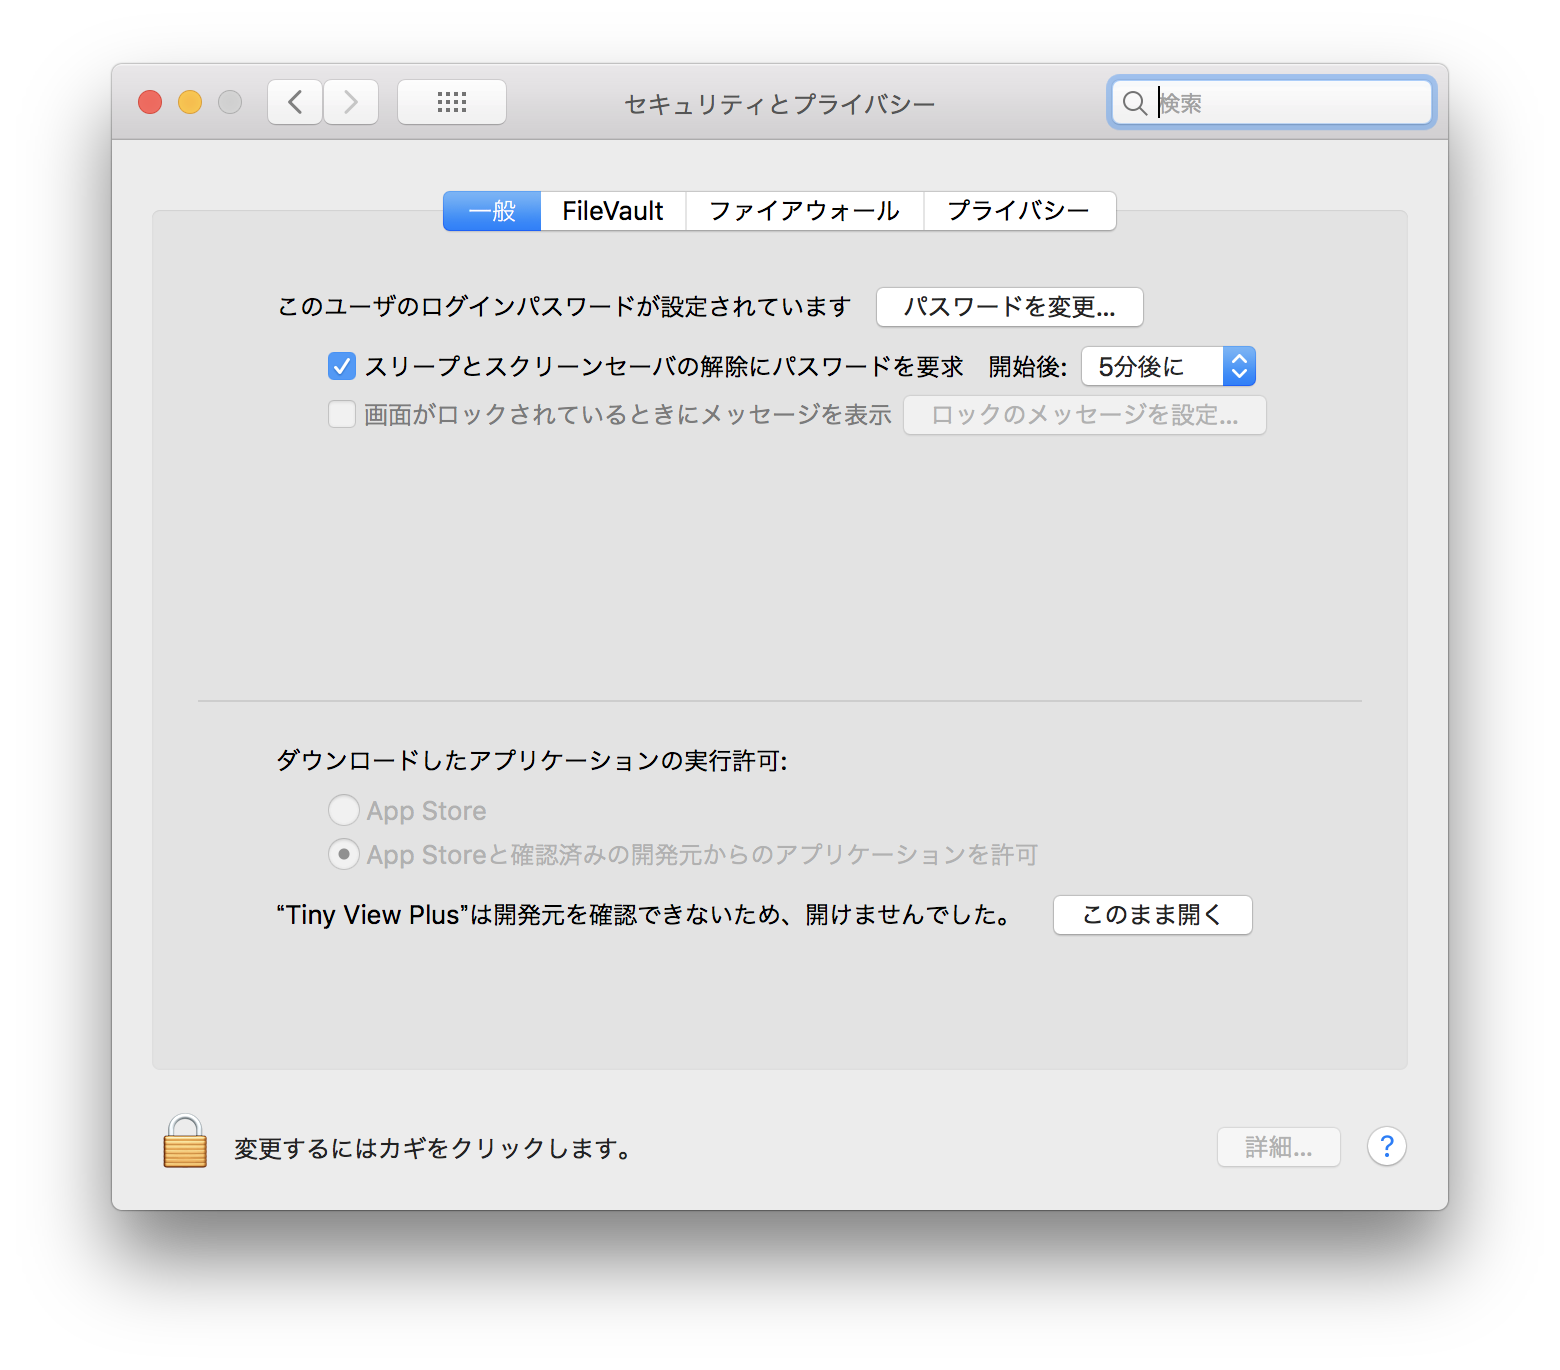 セキュリティとプライバシー
検索
一般 FileVault ファイアウォール プライバシー
このユーザのログインパスワードが設定されています パスワードを変更...
スリープとスクリーンセーバの解除にパスワードを要求 開始後: 5分後に
画面がロックされているときにメッセージを表示 ロックのメッセージを設定...
ダウンロードしたアプリケーションの実行許可:
App Store
App Storeと確認済みの開発元からのアプリケーションを許可
“Tiny View Plus”は開発元を確認できないため、開けませんでした。 このまま開く
変更するにはカギをクリックします。 詳細... ?